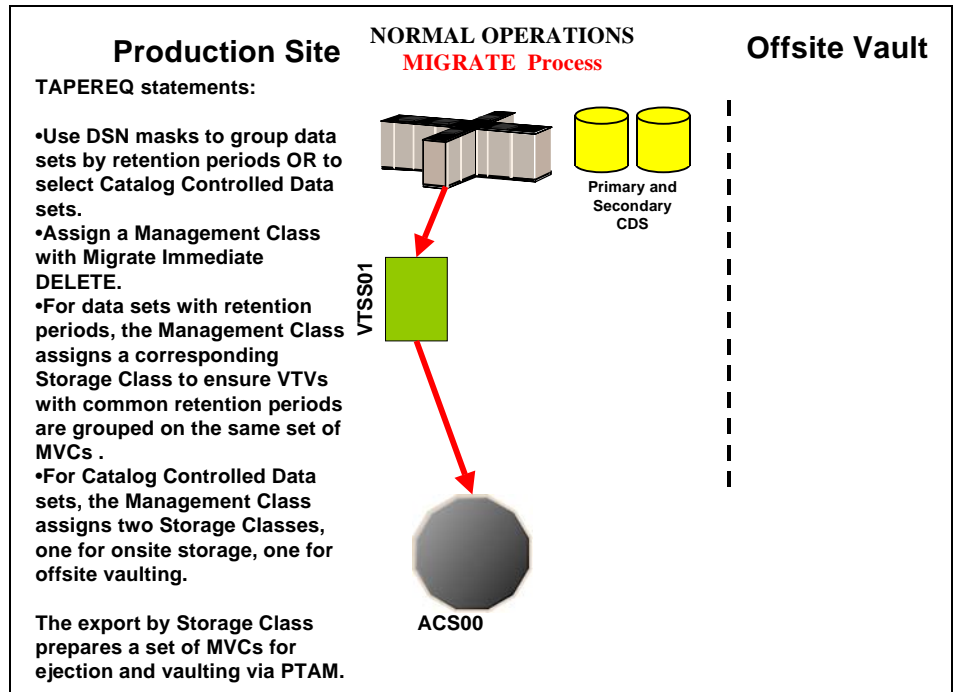 Production Site
NORMAL OPERATIONS
MIGRATE Process
Offsite Vault
TAPEREQ statements:
•Use DSN masks to group data
sets by retention periods OR to
select Catalog Controlled Data
sets.
•Assign a Management Class
with Migrate Immediate
DELETE.
•For data sets with retention
periods, the Management Class
assigns a corresponding
Storage Class to ensure VTVs
with common retention periods
are grouped on the same set of
MVCs .
•For Catalog Controlled Data
sets, the Management Class
assigns two Storage Classes,
one for onsite storage, one for
offsite vaulting.
The export by Storage Class
prepares a set of MVCs for
ejection and vaulting via PTAM.
Primary and
Secondary
CDS
VTSS01
ACS00